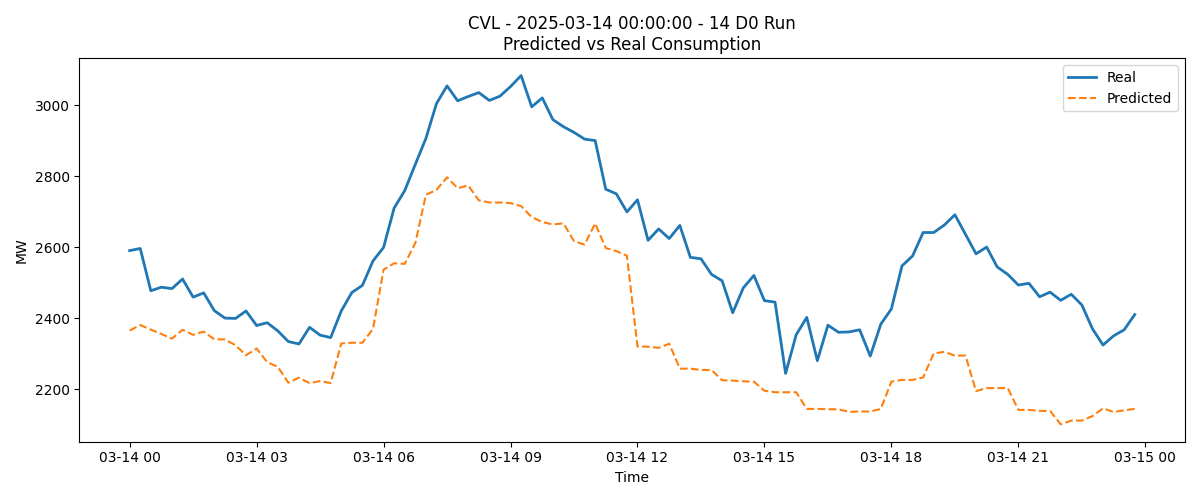 CVL - 2025-03-14 00:00:00 - 14 D0 Run
Predicted vs Real Consumption
Real
Predicted
MW
3000
2800
2600
2400
2200
03-14 00
03-14 03
03-14 06
03-14 09
03-14 12
03-14 15
03-14 18
03-14 21
03-15 00
Time